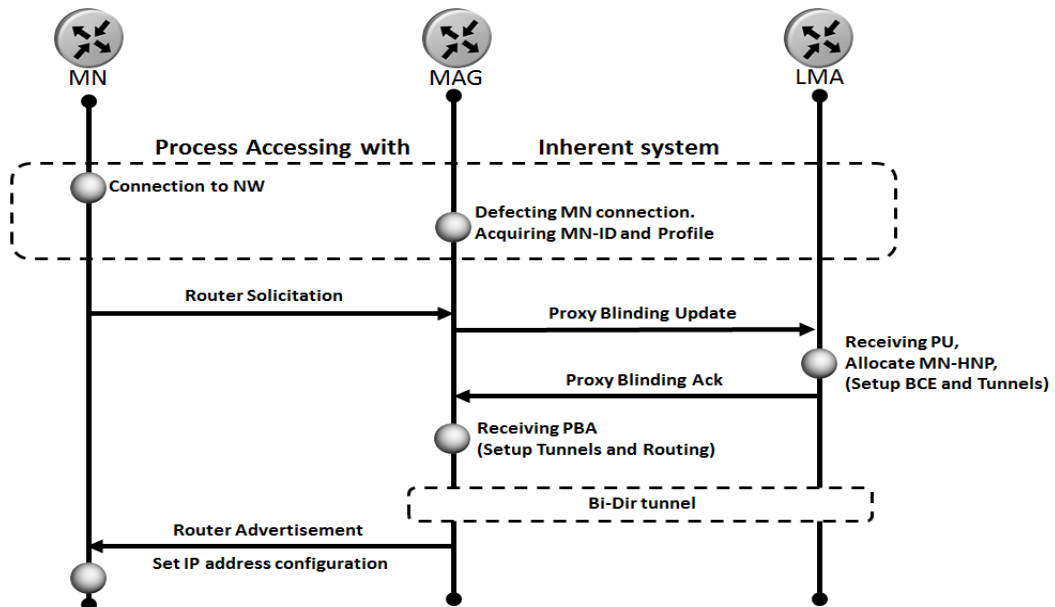 MN
MAG
LMA
Process Accessing with Inherent system
Connection to NW
Defecting MN connection.
Acquiring MN-ID and Profile
Router Solicitation
Proxy Blinding Update
Receiving PU,
Allocate MN-HNP,
(Setup BCE and Tunnels)
Proxy Blinding Ack
Receiving PBA
(Setup Tunnels and Routing)
Bi-Dir tunnel
Router Advertisement
Set IP address configuration